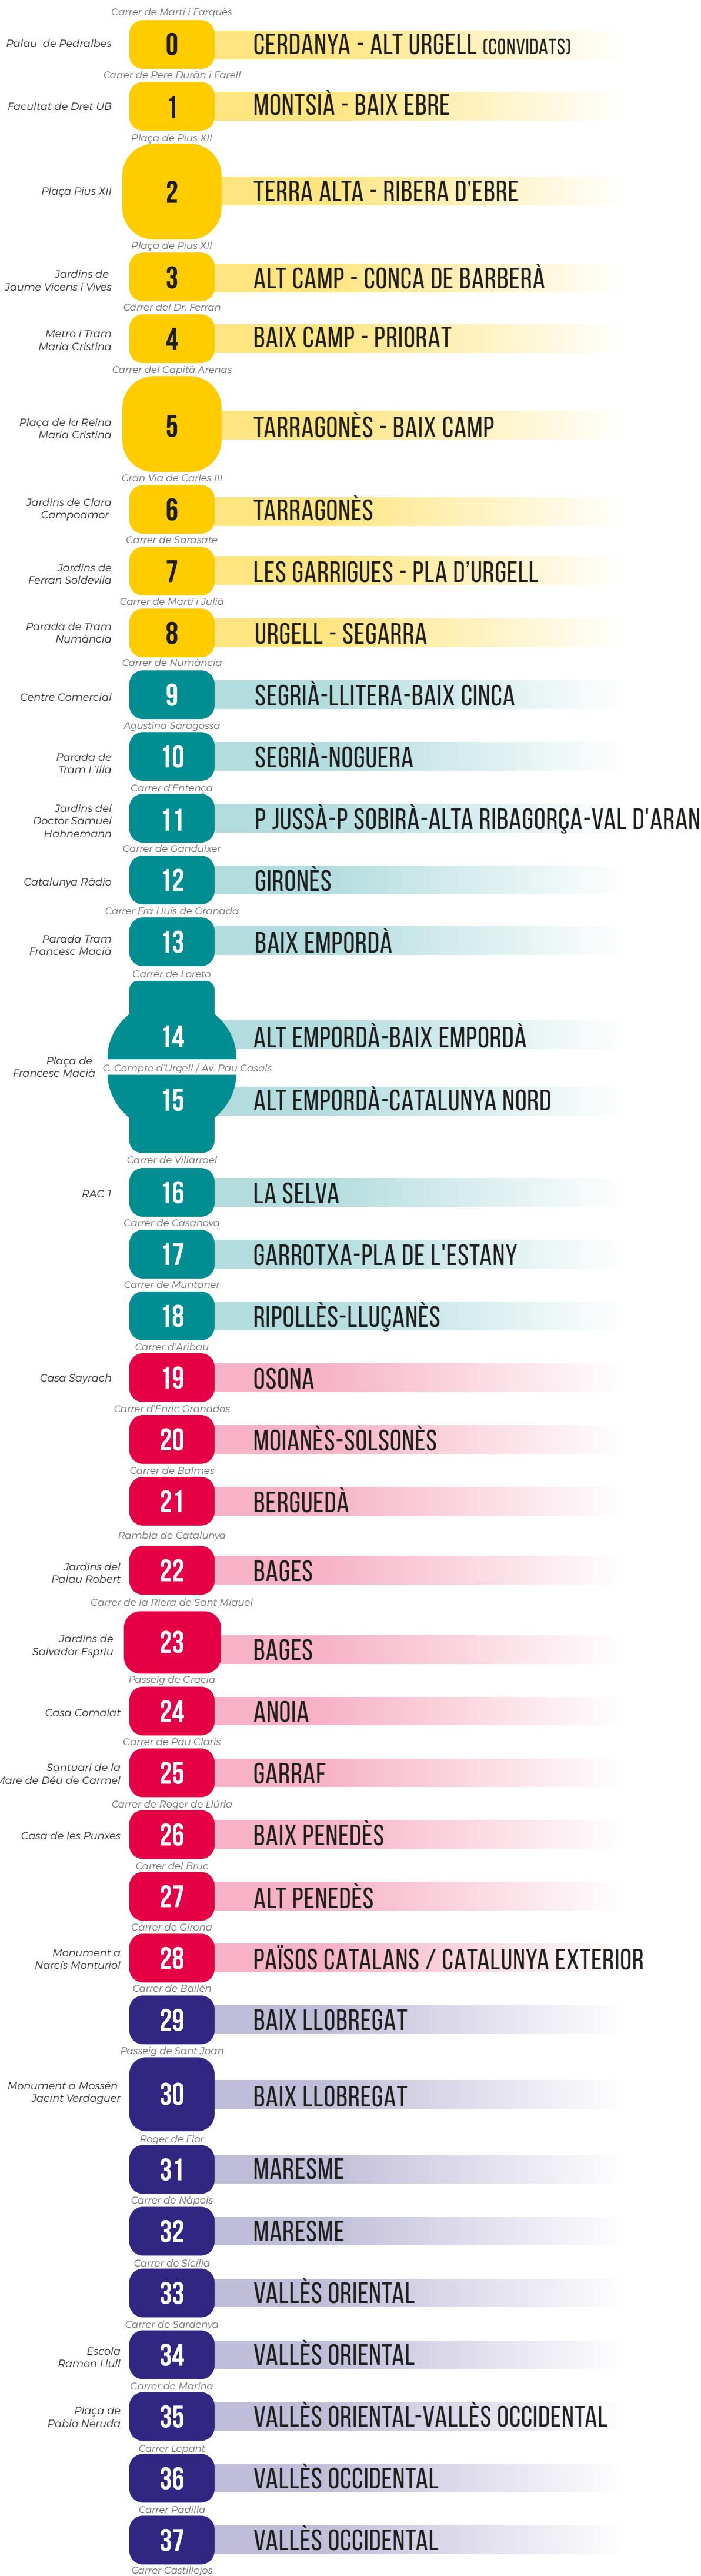 Carrer de Martí i Farquès
Palau de Pedralbes
0
CERDANYA - ALT URGELL (CONVIDATS)
Carrer de Pere Duràn i Farell
Facultat de Dret UB
1
MONTSIÀ - BAIX EBRE
Plaça de Pius XII
Plaça Pius XII
2
TERRA ALTA - RIBERA D'EBRE
Plaça de Pius XII
Jardins de
Jaume Vicens i Vives
3
ALT CAMP - CONCA DE BARBERÀ
Carrer del Dr. Ferran
Metro i Tram
Maria Cristina
4
BAIX CAMP - PRIORAT
Carrer del Capità Arenas
Plaça de la Reina
Maria Cristina
5
TARRAGONÈS - BAIX CAMP
Gran Via de Carles III
Jardins de Clara
Campoamor
6
TARRAGONÈS
Carrer de Sarasate
Jardins de
Ferran Soldevila
7
LES GARRIGUES - PLA D'URGELL
Carrer de Martí i Julià
Parada de Tram
Numància
8
URGELL - SEGARRA
Carrer de Numància
Centre Comercial
9
SEGRIÀ-LLITERA-BAIX CINCA
Agustina Saragossa
Parada de
Tram L'Illa
10
SEGRIÀ-NOGUERA
Carrer d'Entença
Jardins del
Doctor Samuel
Hahnemann
11
P JUSSÀ-P SOBIRÀ-ALTA RIBAGORÇA-VAL D'ARAN
Carrer de Ganduixer
Catalunya Ràdio
12
GIRONÈS
Carrer Fra Lluís de Granada
Parada Tram
Francesc Macià
13
BAIX EMPORDÀ
Carrer de Loreto
14
ALT EMPORDÀ-BAIX EMPORDÀ
Plaça de
Francesc Macià
C. Compte d'Urgell / Av. Pau Casals
15
ALT EMPORDÀ-CATALUNYA NORD
Carrer de Villarroel
RAC 1
16
LA SELVA
Carrer de Casanova
17
GARROTXA-PLA DE L'ESTANY
Carrer de Muntaner
18
RIPOLLÈS-LLUÇANÈS
Carrer d'Aribau
Casa Sayrach
19
OSONA
Carrer d'Enric Granados
20
MOIANÈS-SOLSONÈS
Carrer de Balmes
21
BERGUEDÀ
Rambla de Catalunya
Jardins del
Palau Robert
22
BAGES
Carrer de la Riera de Sant Miquel
Jardins de
Salvador Espriu
23
BAGES
Passeig de Gràcia
Casa Comalat
24
ANOIA
Carrer de Pau Claris
Santuari de la
Mare de Déu de Carmel
25
GARRAF
Carrer de Roger de Llúria
Casa de les Punxes
26
BAIX PENEDÈS
Carrer del Bruc
27
ALT PENEDÈS
Carrer de Girona
Monument a
Narcís Monturiol
28
PAÏSOS CATALANS / CATALUNYA EXTERIOR
Carrer de Bailèn
29
BAIX LLOBREGAT
Passeig de Sant Joan
Monument a Mossèn
Jacint Verdaguer
30
BAIX LLOBREGAT
Roger de Flor
31
MARESME
Carrer de Nàpols
32
MARESME
Carrer de Sicília
33
VALLÈS ORIENTAL
Carrer de Sardenya
Escola
Ramon Llull
34
VALLÈS ORIENTAL
Carrer de Marina
Plaça de
Pablo Neruda
35
VALLÈS ORIENTAL-VALLÈS OCCIDENTAL
Carrer Lepant
36
VALLÈS OCCIDENTAL
Carrer Padilla
37
VALLÈS OCCIDENTAL
Carrer Castillejos